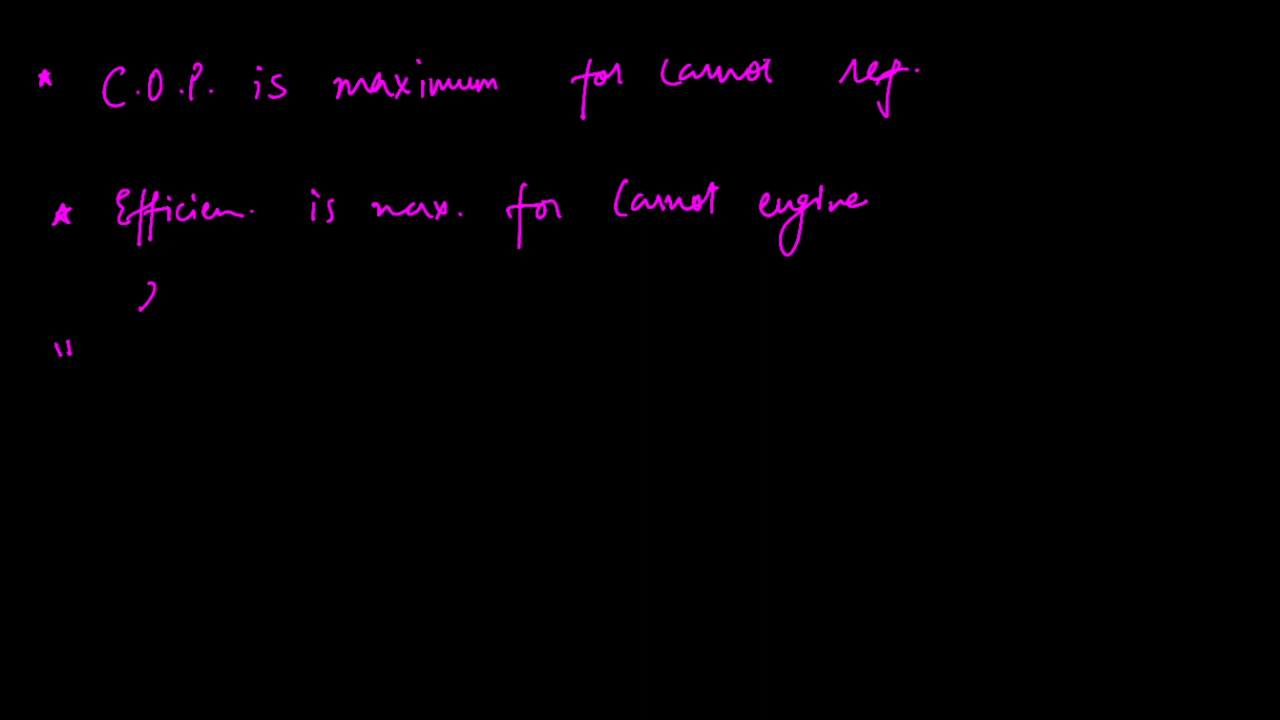 * C.O.P. is maximum for Carnot ref.
* Efficien. is max. for Carnot engine
,
"